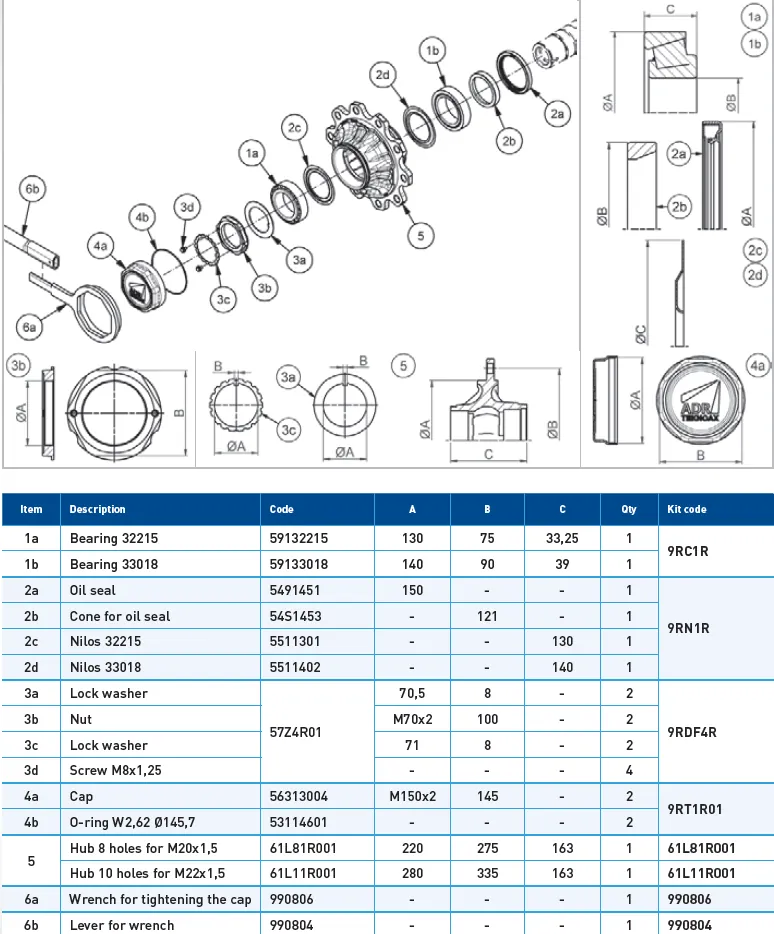 C
1a
1b
1b
2d
ØA
ØB
2a
2c
2b
1a
2a
6b
4b
3d
ØB
2b
ØA
5
4a
3a
3b
3c
2c
2d
6a
ØC
3b
B
3a
B
5
4a
ØA
B
3c
ØA
ØB
ØA
ADR
TEKNOAX
ØA
ØA
C
B
Item Description Code A B C Qty Kit code
1a Bearing 32215 59132215 130 75 33,25 1
9RC1R
1b Bearing 33018 59133018 140 90 39 1
2a Oil seal 5491451 150 - - 1
2b Cone for oil seal 54S1453 - 121 - 1
9RN1R
2c Nilos 32215 5511301 - - 130 1
2d Nilos 33018 5511402 - - 140 1
3a Lock washer 70,5 8 - 2
3b Nut M70x2 100 - 2
57Z4R01 9RDF4R
3c Lock washer 71 8 - 2
3d Screw M8x1,25 - - - 4
4a Cap 56313004 M150x2 145 - 2
9RT1R01
4b O-ring W2,62 Ø145,7 53114601 - - - 2
5 Hub 8 holes for M20x1,5 61L81R001 220 275 163 1 61L81R001
Hub 10 holes for M22x1,5 61L11R001 280 335 163 1 61L11R001
6a Wrench for tightening the cap 990806 - - - 1 990806
6b Lever for wrench 990804 - - - 1 990804